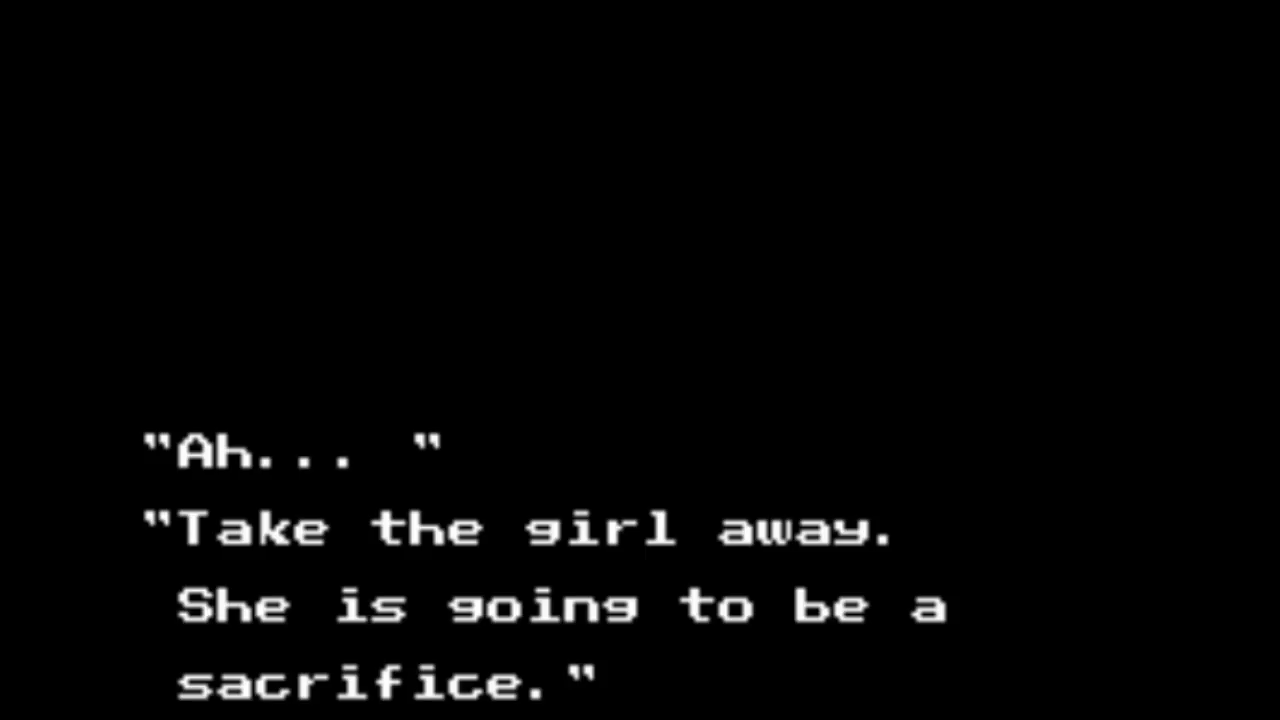 "Ah... "
"Take the girl away.
She is going to be a
sacrifice."